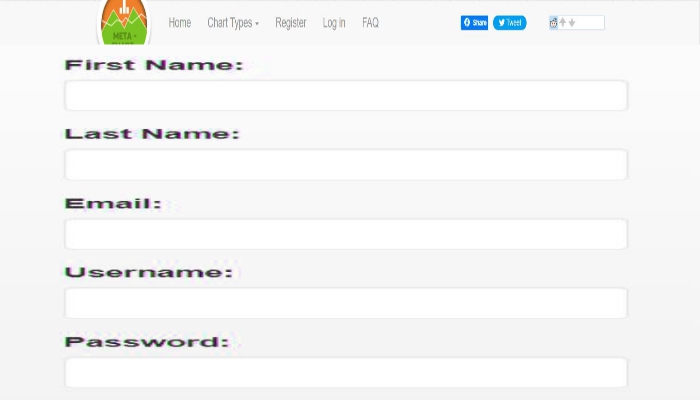 META -
Home Chart Types Register Log in FAQ Share Tweet
First Name:
Last Name:
Email:
Username:
Password: